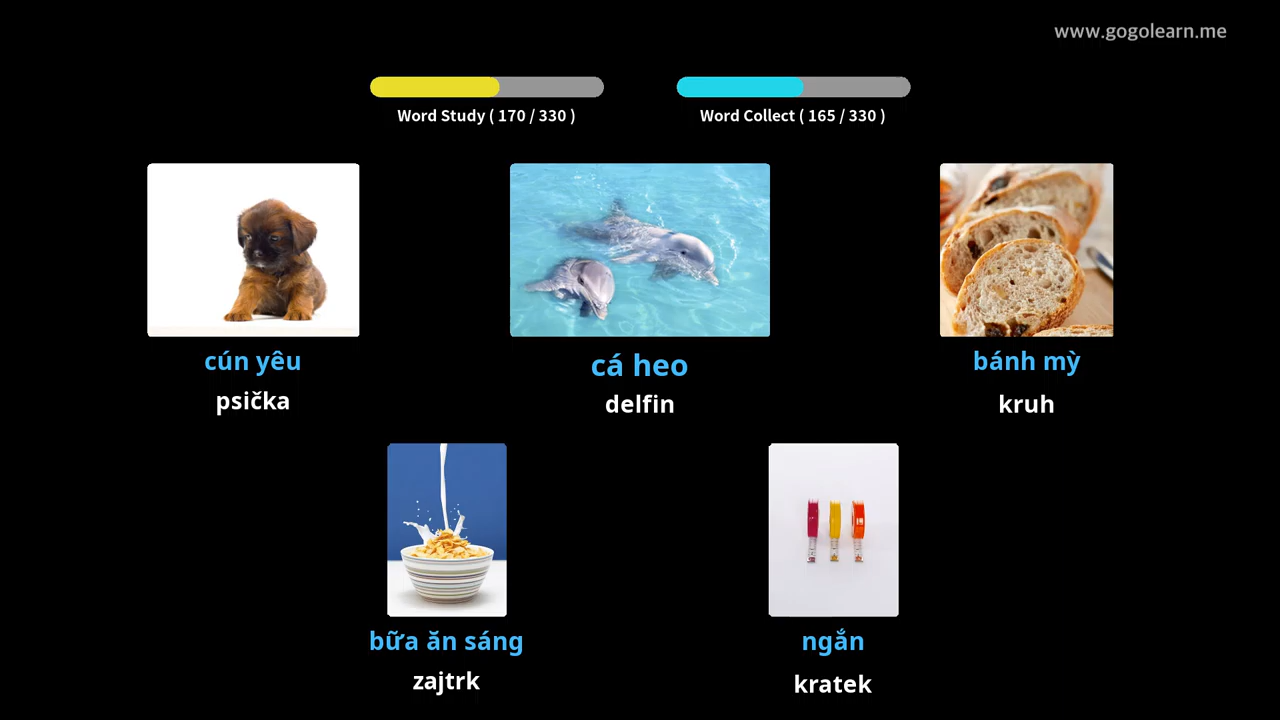 www.gogolearn.me
Word Study ( 170 / 330 )
Word Collect ( 165 / 330 )
cún yêu
psička
cá heo
delfin
bánh mỳ
kruh
bữa ăn sáng
zajtrk
ngắn
kratek